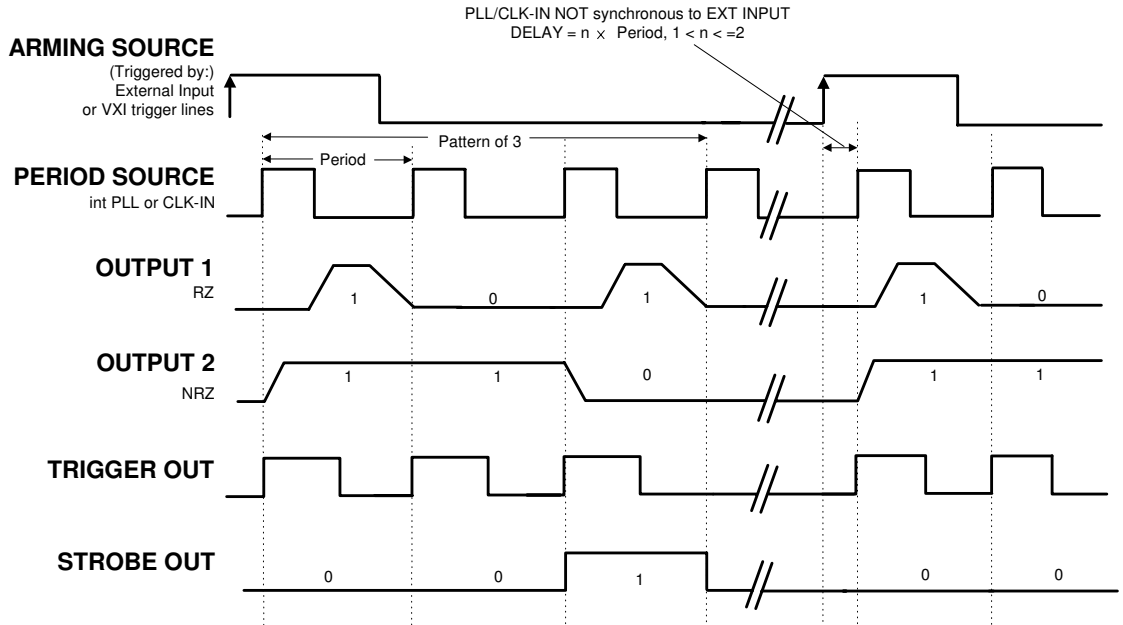 PLL/CLK-IN NOT synchronous to EXT INPUT
DELAY = n × Period, 1 < n <=2
ARMING SOURCE
(Triggered by:)
External Input
or VXI trigger lines
Pattern of 3
Period
PERIOD SOURCE
int PLL or CLK-IN
OUTPUT 1
RZ
1 0 1 1 0
OUTPUT 2
NRZ
1 1 0 1 1
TRIGGER OUT
STROBE OUT
0 0 1 0 0